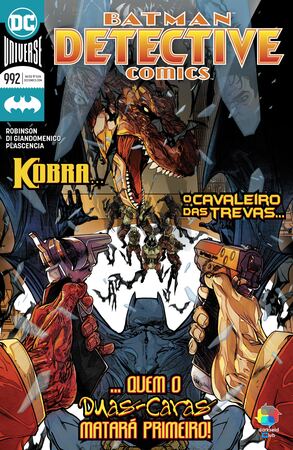 DC
UNIVERSE
992
BATMAN
DETECTIVE
COMICS
ROBINSON
DI GIANDOMENICO
PLASCENCIA
KOBRA...
O CAVALEIRO
DAS TREVAS...
... QUEM O
DUAS-CARAS
MATARÁ PRIMEIRO!